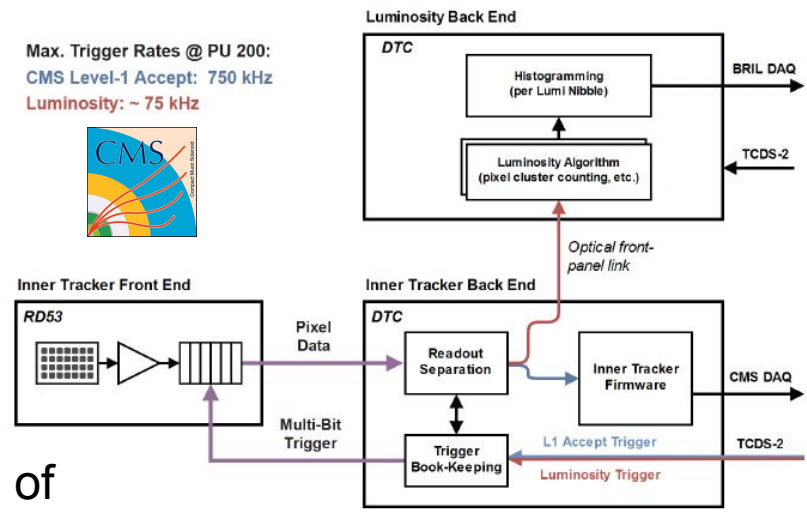 Luminosity Back End
Max. Trigger Rates @ PU 200:
CMS Level-1 Accept: 750 kHz
Luminosity: ~ 75 kHz
CMS
Compact Muon Solenoid
DTC
Histogramming
(per Lumi Nibble)
BRIL DAQ
Luminosity Algorithm
(pixel cluster counting, etc.)
TCDS-2
Optical front-
panel link
Inner Tracker Front End
RD53
Pixel
Data
Multi-Bit
Trigger
Inner Tracker Back End
DTC
Readout
Separation
Inner Tracker
Firmware
CMS DAQ
Trigger
Book-Keeping
L1 Accept Trigger
Luminosity Trigger
TCDS-2
of